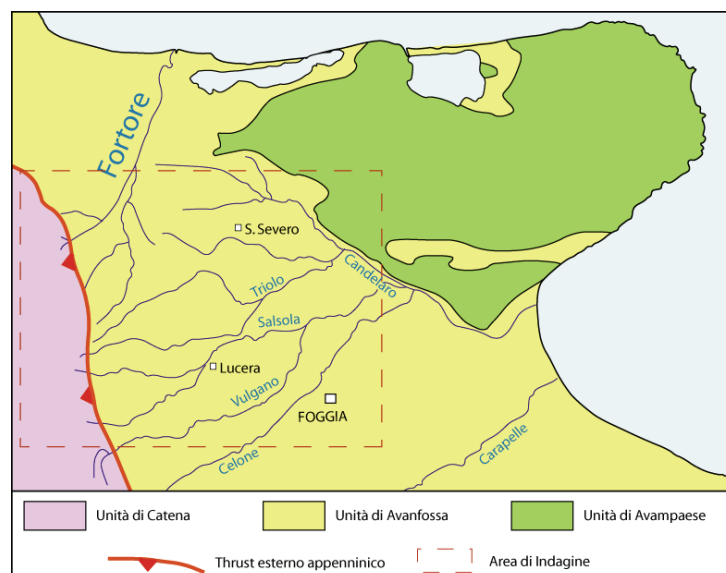 Fortore
S. Severo
Candelaro
Triolo
Salsola
Lucera
Vulgano
FOGGIA
Celone
Carapelle
Unità di Catena
Unità di Avanfossa
Unità di Avampaese
Thrust esterno appenninico
Area di Indagine